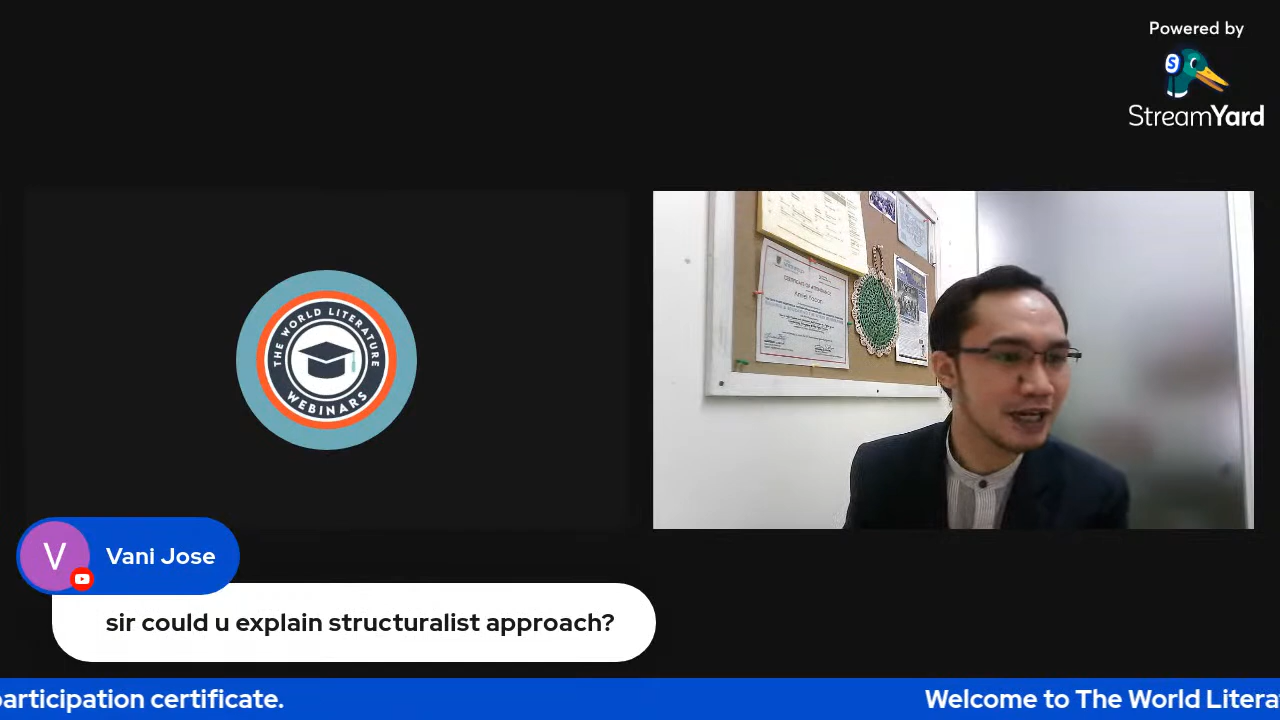 Powered by
S
StreamYard
THE WORLD LITERATURE
WEBINARS
V
Vani Jose
sir could u explain structuralist approach?
participation certificate.
Welcome to The World Litera